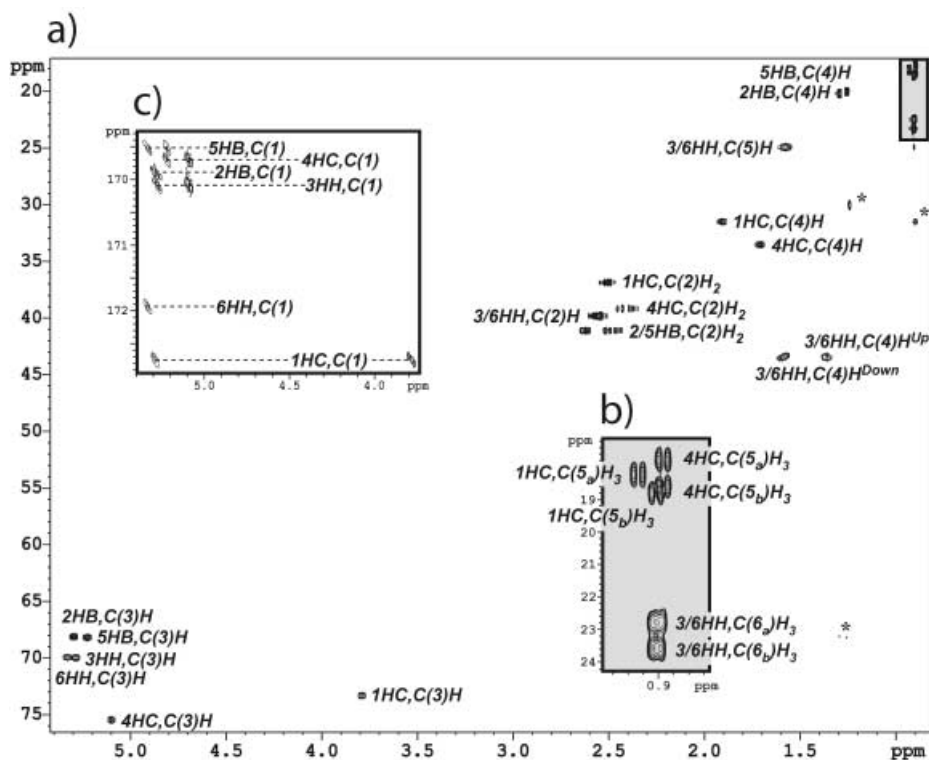 a)
ppm
20
25
30
35
40
45
50
55
60
65
70
75
5.0 4.5 4.0 3.5 3.0 2.5 2.0 1.5 ppm
5HB,C(4)H
2HB,C(4)H
3/6HH,C(5)H
*
*
1HC,C(4)H
4HC,C(4)H
1HC,C(2)H2
4HC,C(2)H2
3/6HH,C(2)H
2/5HB,C(2)H2
3/6HH,C(4)H^Up
3/6HH,C(4)H^Down
*
2HB,C(3)H
5HB,C(3)H
3HH,C(3)H
6HH,C(3)H
1HC,C(3)H
4HC,C(3)H
c)
ppm
170
171
172
5.0 4.5 4.0 ppm
5HB,C(1)
4HC,C(1)
2HB,C(1)
3HH,C(1)
6HH,C(1)
1HC,C(1)
b)
ppm
19
20
21
22
23
24
0.9 ppm
4HC,C(5a)H3
1HC,C(5a)H3
4HC,C(5b)H3
1HC,C(5b)H3
3/6HH,C(6a)H3
3/6HH,C(6b)H3